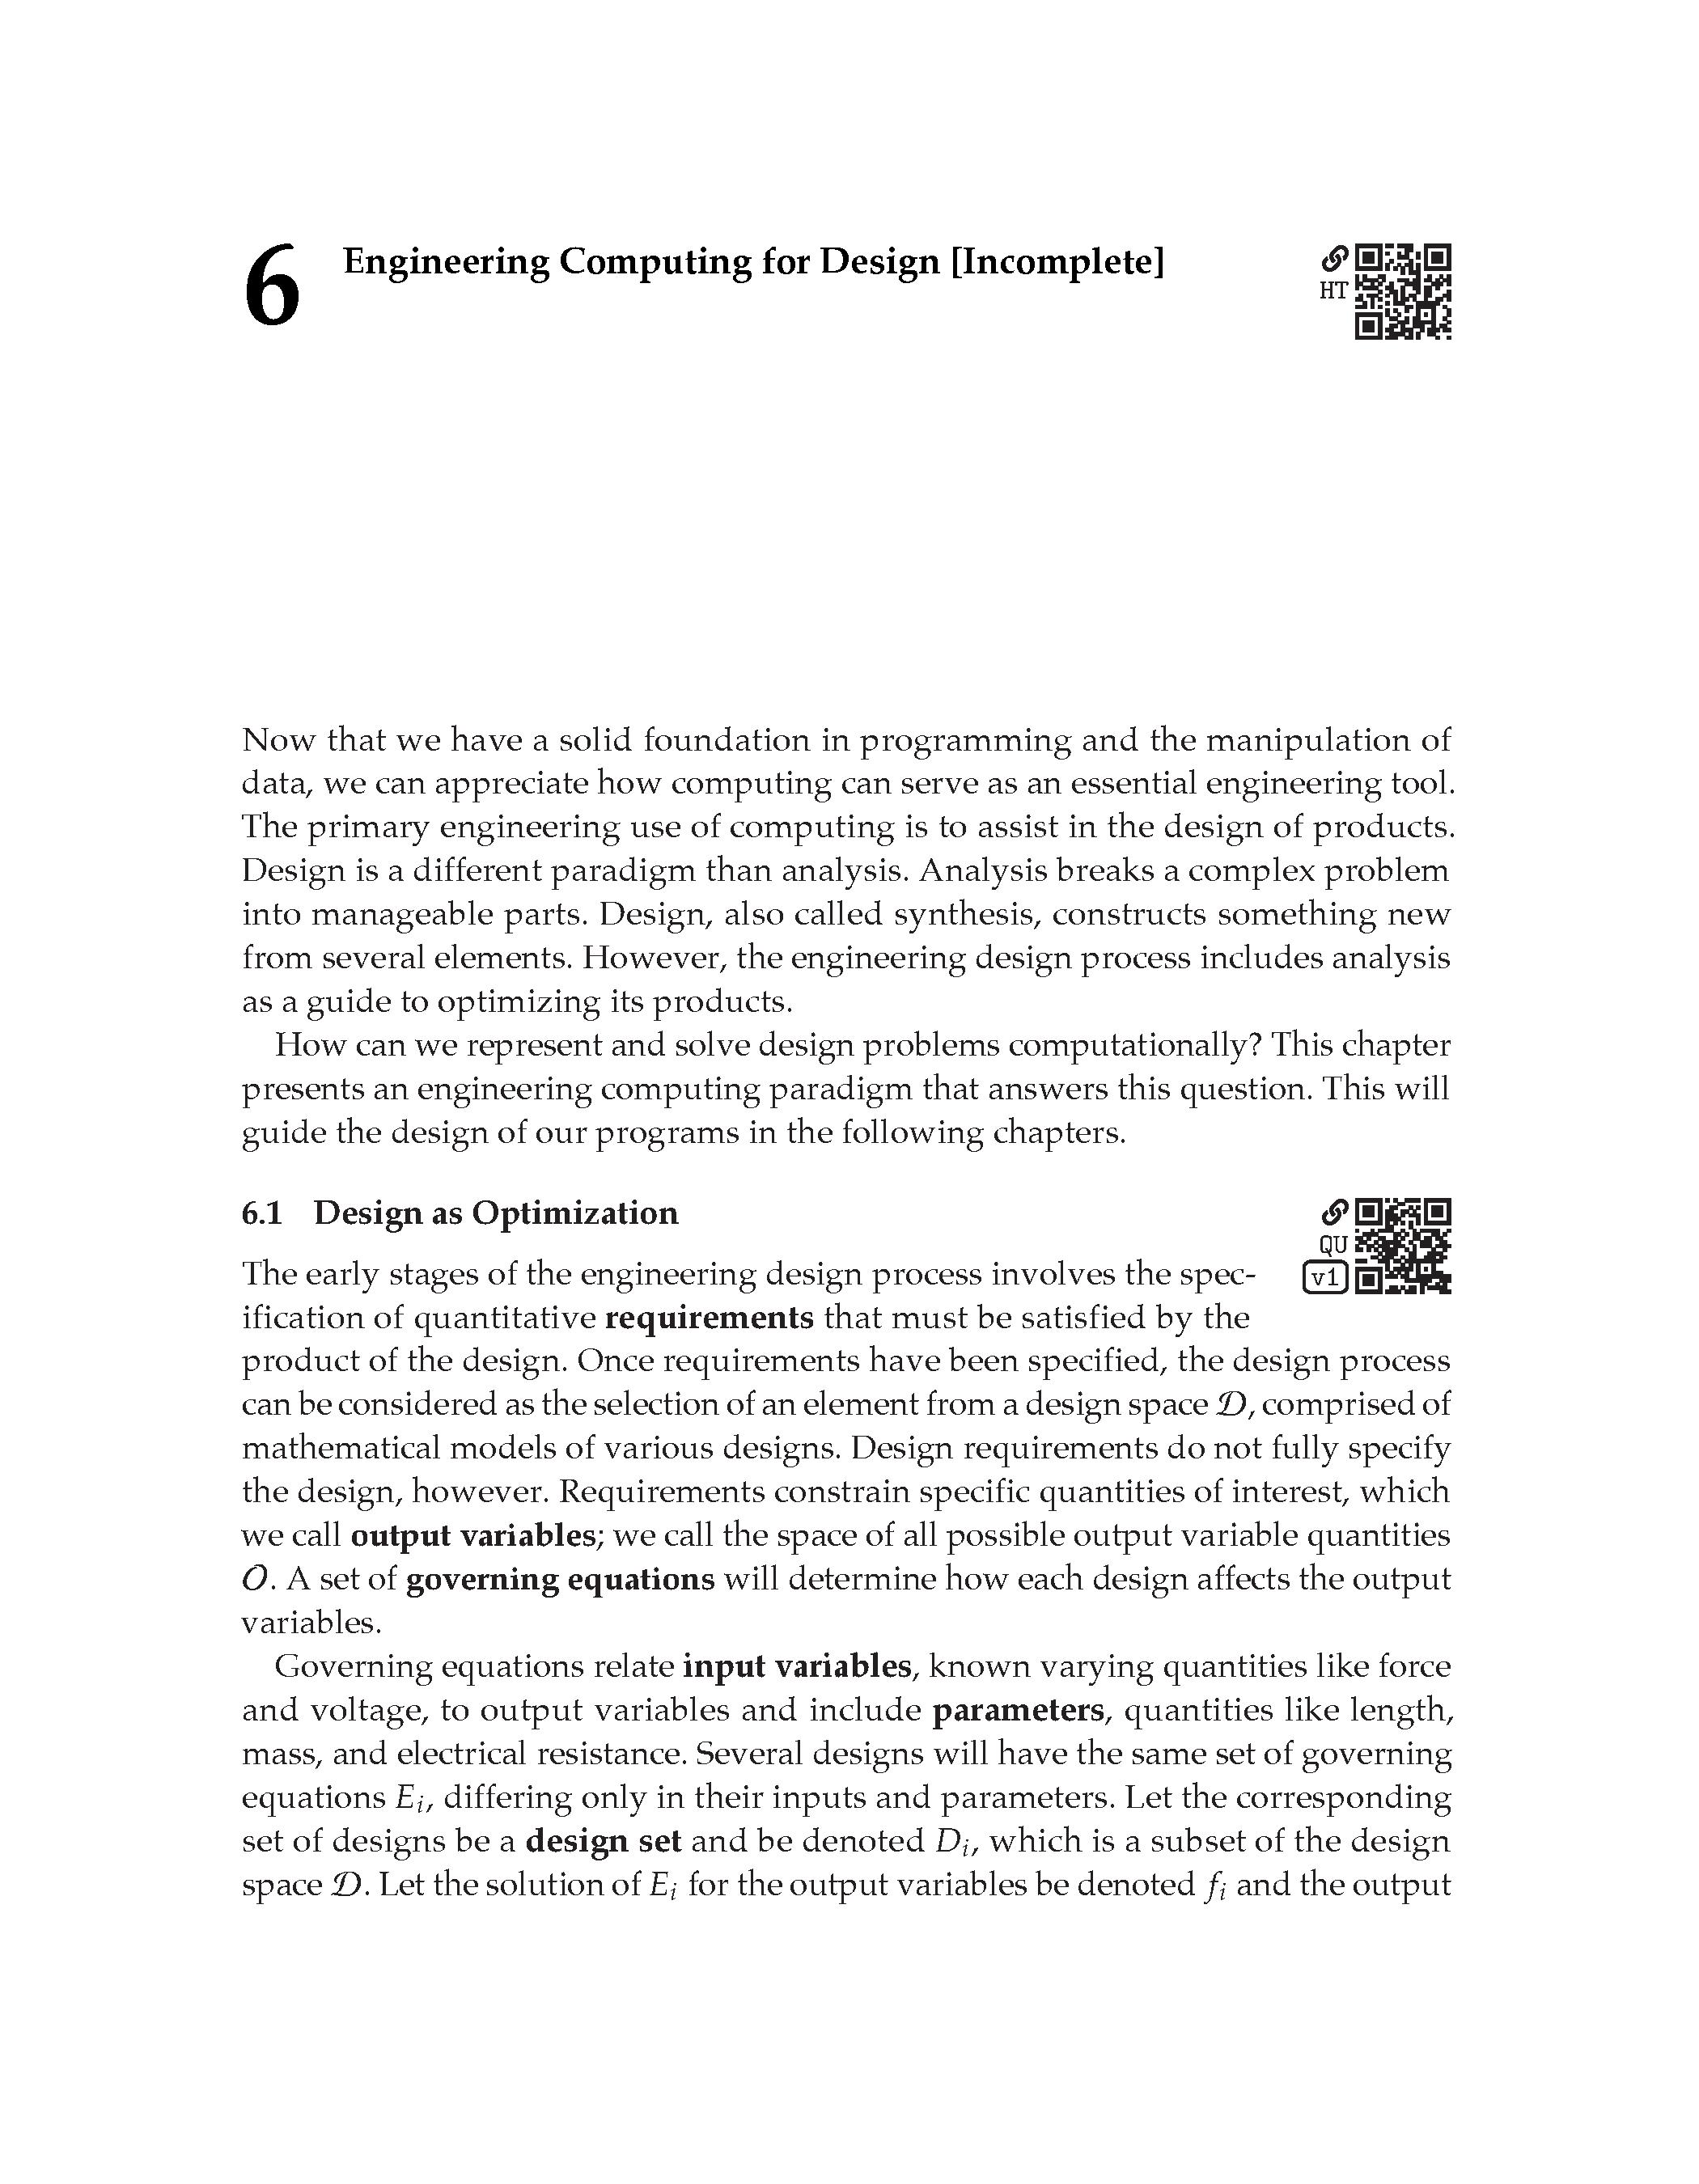 6 Engineering Computing for Design [Incomplete]
HT
Now that we have a solid foundation in programming and the manipulation of
data, we can appreciate how computing can serve as an essential engineering tool.
The primary engineering use of computing is to assist in the design of products.
Design is a different paradigm than analysis. Analysis breaks a complex problem
into manageable parts. Design, also called synthesis, constructs something new
from several elements. However, the engineering design process includes analysis
as a guide to optimizing its products.
How can we represent and solve design problems computationally? This chapter
presents an engineering computing paradigm that answers this question. This will
guide the design of our programs in the following chapters.
6.1 Design as Optimization
QU
v1
The early stages of the engineering design process involves the spec-
ification of quantitative requirements that must be satisfied by the
product of the design. Once requirements have been specified, the design process
can be considered as the selection of an element from a design space 𝒟, comprised of
mathematical models of various designs. Design requirements do not fully specify
the design, however. Requirements constrain specific quantities of interest, which
we call output variables; we call the space of all possible output variable quantities
𝒪. A set of governing equations will determine how each design affects the output
variables.
Governing equations relate input variables, known varying quantities like force
and voltage, to output variables and include parameters, quantities like length,
mass, and electrical resistance. Several designs will have the same set of governing
equations Eᵢ, differing only in their inputs and parameters. Let the corresponding
set of designs be a design set and be denoted Dᵢ, which is a subset of the design
space 𝒟. Let the solution of Eᵢ for the output variables be denoted fᵢ and the output